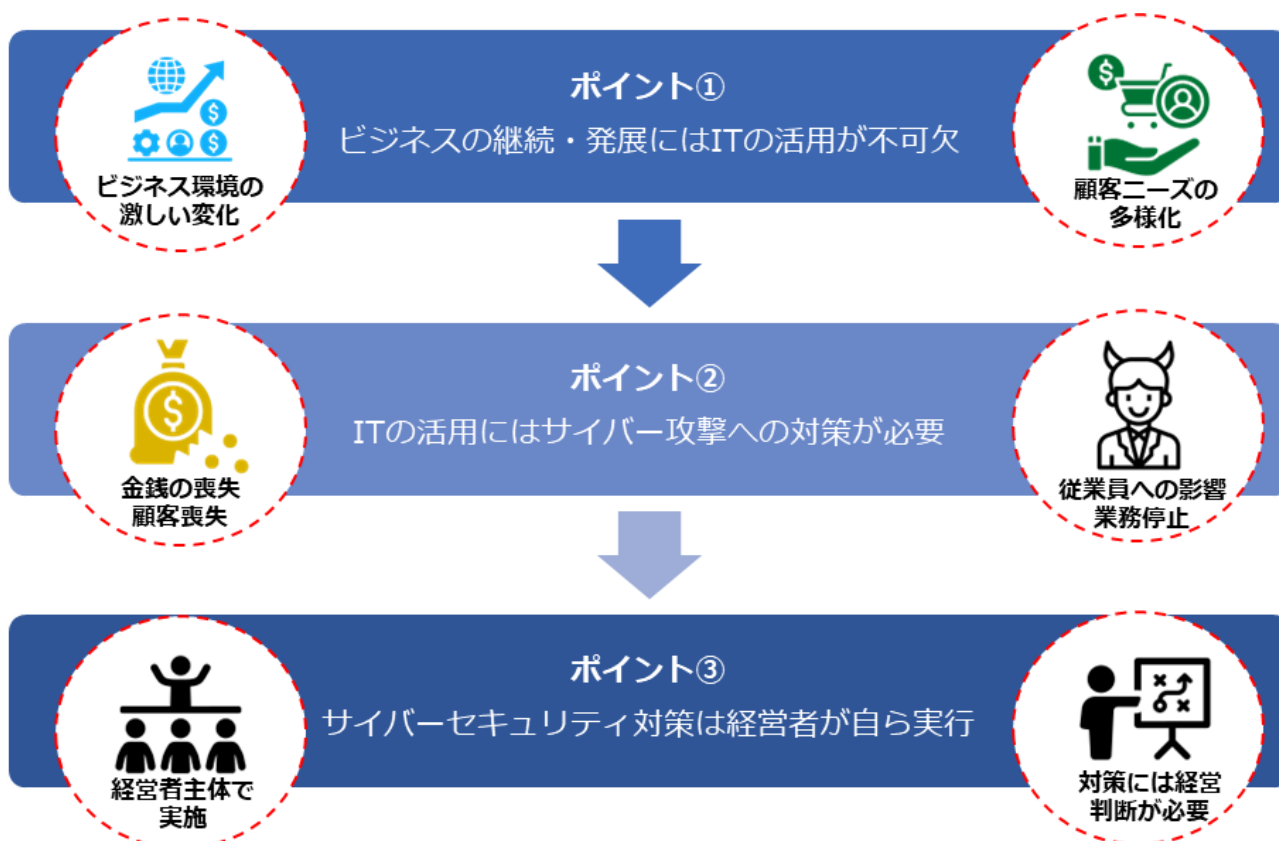 ポイント①
ビジネスの継続・発展にはITの活用が不可欠
ビジネス環境の
激しい変化
顧客ニーズの
多様化
ポイント②
ITの活用にはサイバー攻撃への対策が必要
金銭の喪失
顧客喪失
従業員への影響
業務停止
ポイント③
サイバーセキュリティ対策は経営者が自ら実行
経営者主体で
実施
対策には経営
判断が必要